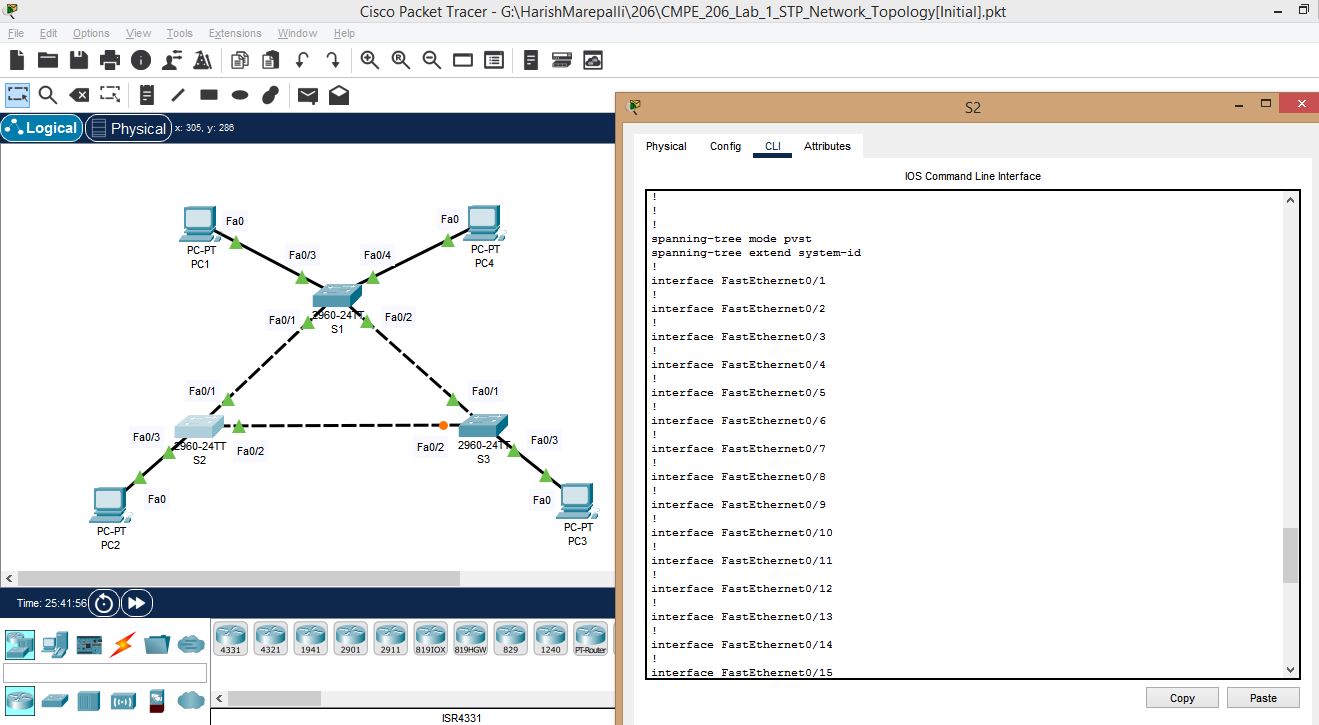 Cisco Packet Tracer - G:\HarishMarepalli\206\CMPE_206_Lab_1_STP_Network_Topology[Initial].pkt
File Edit Options View Tools Extensions Window Help
Logical Physical x: 305, y: 286
Fa0 Fa0
PC-PT PC-PT
PC1 PC4
Fa0/3 Fa0/4
2960-24TT
S1
Fa0/1 Fa0/2
Fa0/1 Fa0/1
Fa0/3 2960-24TT Fa0/2 Fa0/2 2960-24TT Fa0/3
S2 S3
Fa0 Fa0
PC-PT PC-PT
PC2 PC3
Time: 25:41:56
4331 4321 1941 2901 2911 819IOX 819HGW 829 1240 PT-Router
ISR4331
S2
Physical Config CLI Attributes
IOS Command Line Interface
!
!
!
spanning-tree mode pvst
spanning-tree extend system-id
!
interface FastEthernet0/1
!
interface FastEthernet0/2
!
interface FastEthernet0/3
!
interface FastEthernet0/4
!
interface FastEthernet0/5
!
interface FastEthernet0/6
!
interface FastEthernet0/7
!
interface FastEthernet0/8
!
interface FastEthernet0/9
!
interface FastEthernet0/10
!
interface FastEthernet0/11
!
interface FastEthernet0/12
!
interface FastEthernet0/13
!
interface FastEthernet0/14
!
interface FastEthernet0/15
Copy Paste